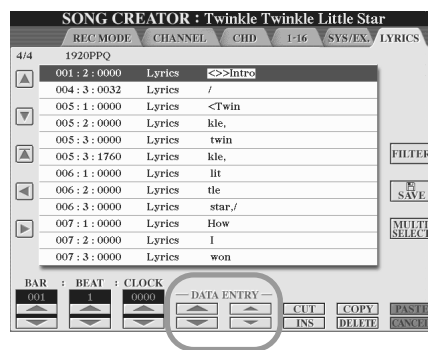 SONG CREATOR : Twinkle Twinkle Little Star
REC MODE CHANNEL CHD 1-16 SYS/EX. LYRICS
4/4 1920PPQ
001 : 2 : 0000 Lyrics <>>Intro
004 : 3 : 0032 Lyrics /
005 : 1 : 0000 Lyrics <Twin
005 : 2 : 0000 Lyrics kle,
005 : 3 : 0000 Lyrics twin
005 : 3 : 1760 Lyrics kle,
006 : 1 : 0000 Lyrics lit
006 : 2 : 0000 Lyrics tle
006 : 3 : 0000 Lyrics star,/
007 : 1 : 0000 Lyrics How
007 : 2 : 0000 Lyrics I
007 : 3 : 0000 Lyrics won
FILTER
SAVE
MULTI
SELECT
BAR : BEAT : CLOCK
001 1 0000
DATA ENTRY
CUT COPY PASTE
INS DELETE CANCEL